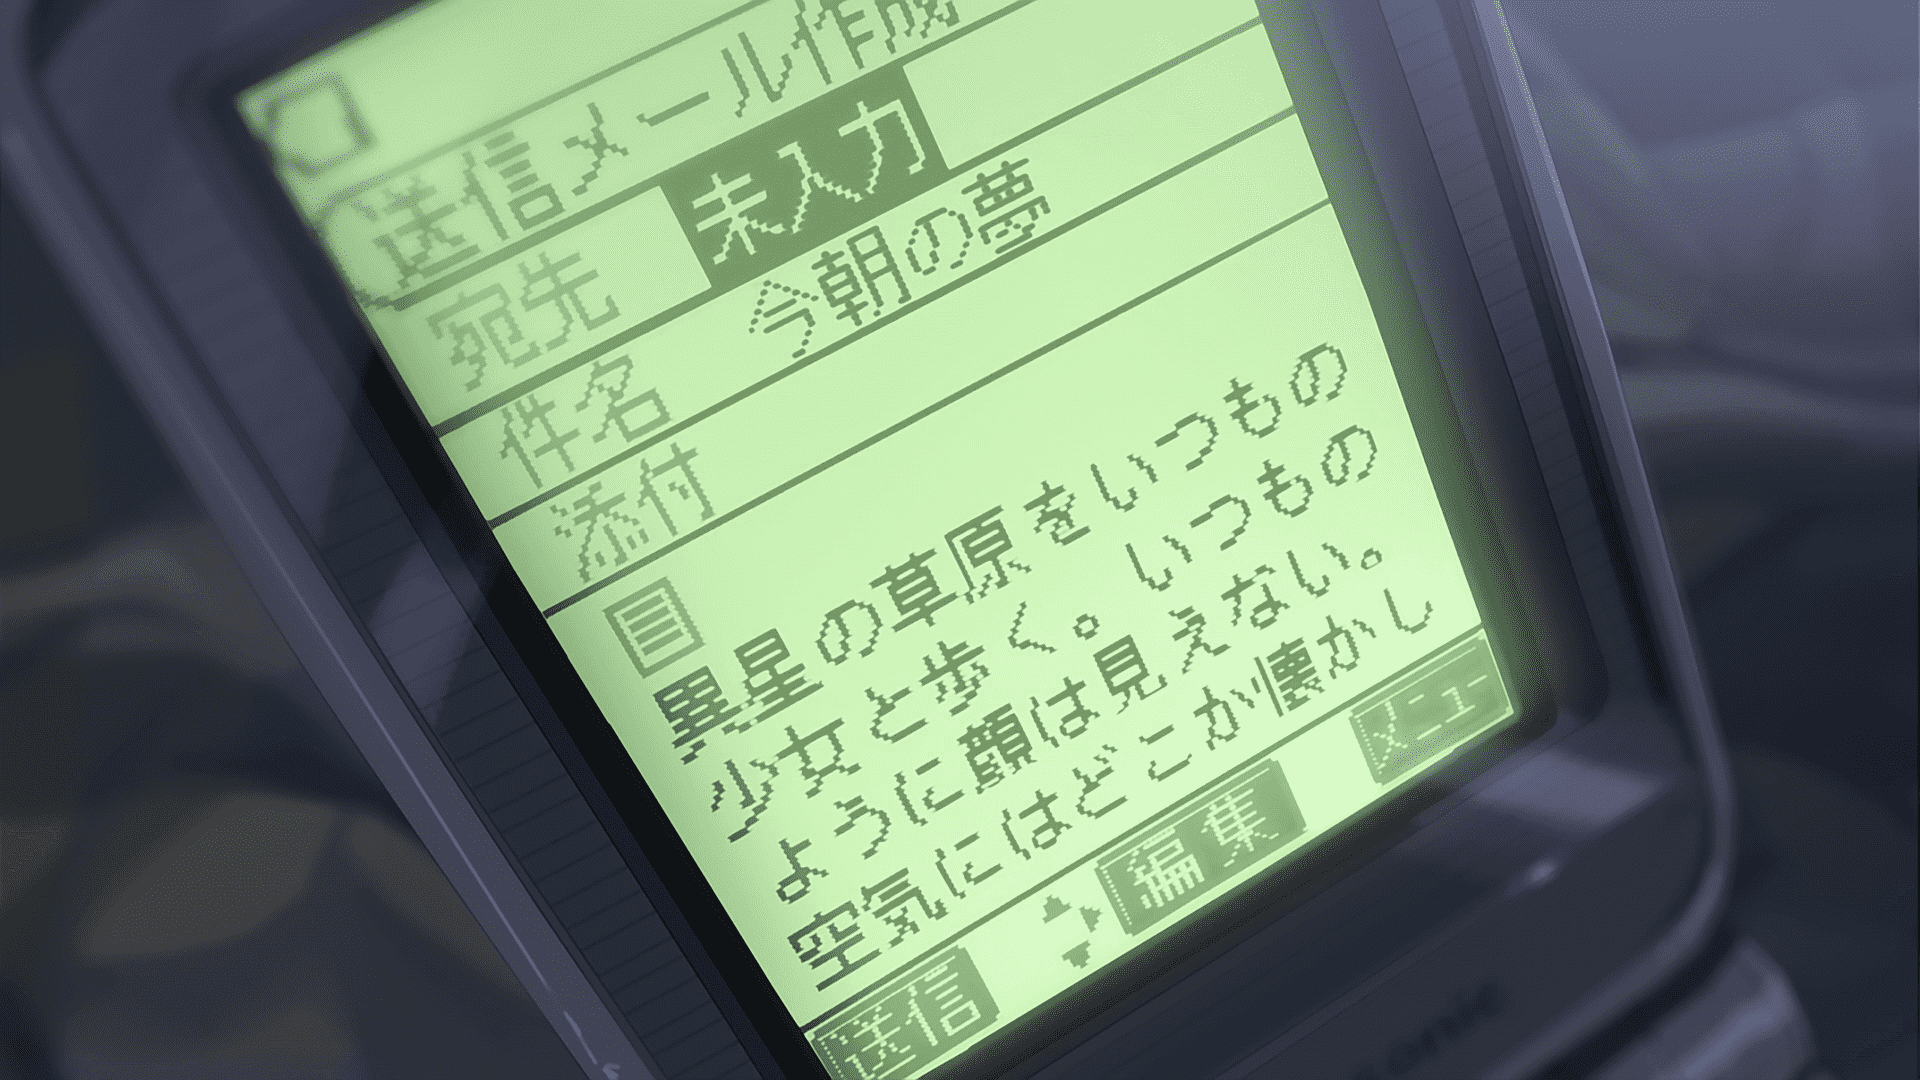 送信メール作成
宛先 未入力
件名 今朝の夢
添付
異星の草原をいつもの
少女と歩く。いつもの
ように顔は見えない。
空気にはどこか懐かし
送信 編集 メニュー